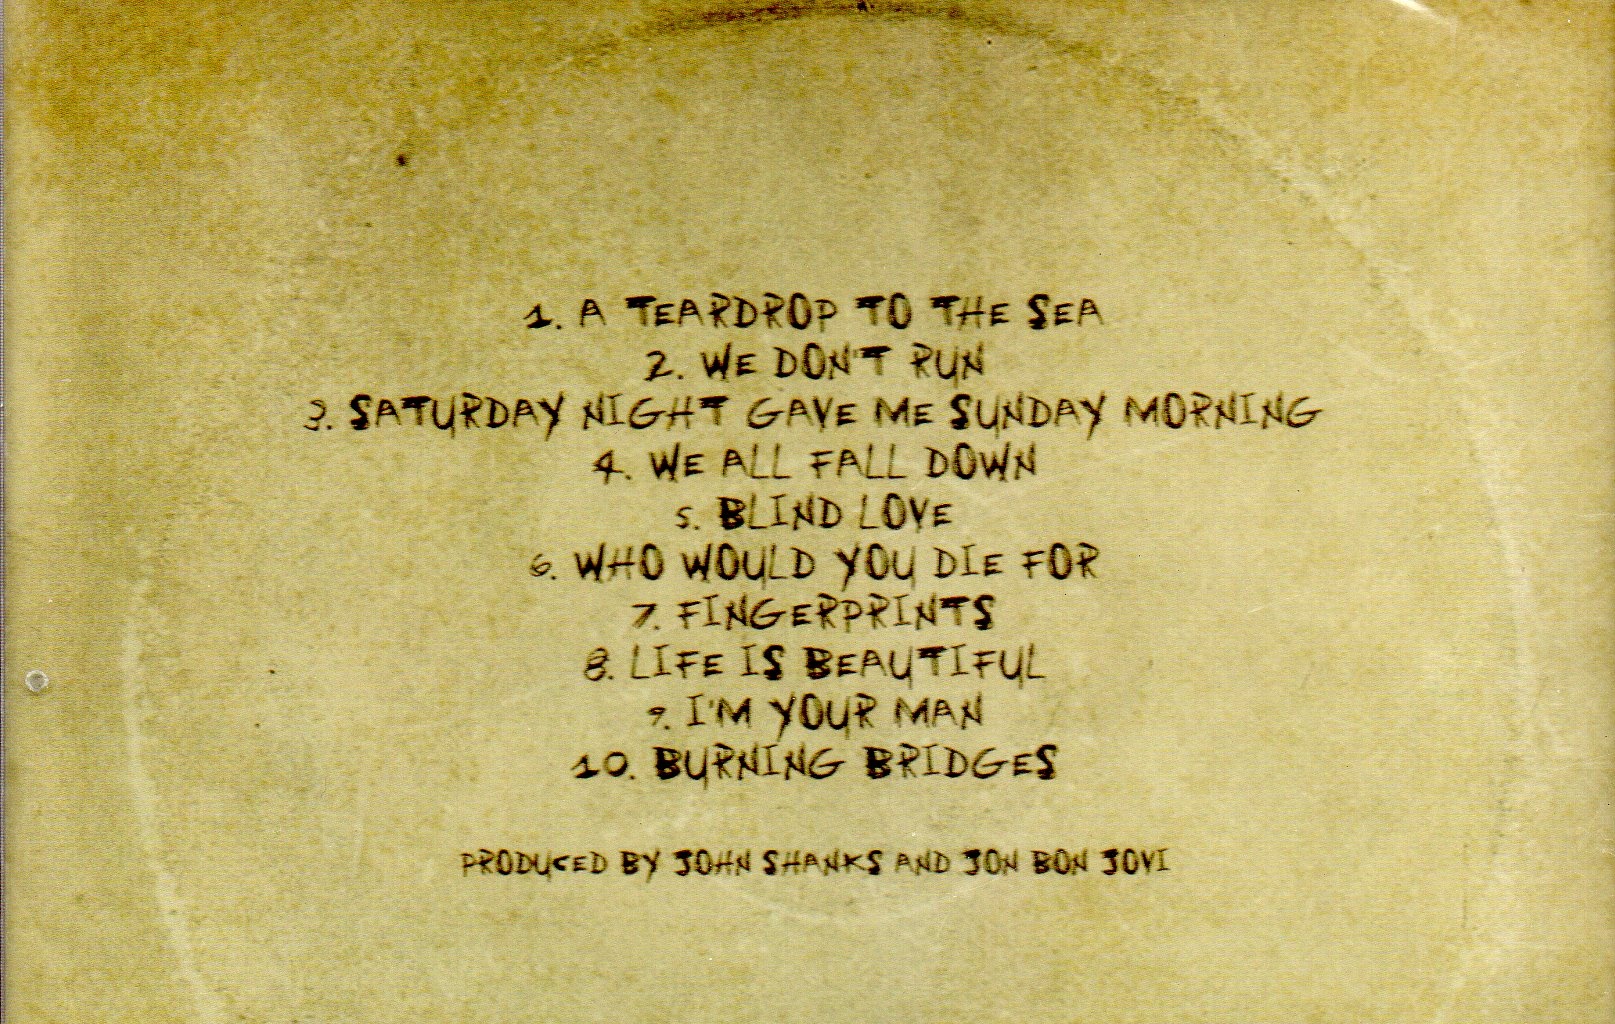 1. A TEARDROP TO THE SEA
2. WE DON'T RUN
3. SATURDAY NIGHT GAVE ME SUNDAY MORNING
4. WE ALL FALL DOWN
5. BLIND LOVE
6. WHO WOULD YOU DIE FOR
7. FINGERPRINTS
8. LIFE IS BEAUTIFUL
9. I'M YOUR MAN
10. BURNING BRIDGES
PRODUCED BY JOHN SHANKS AND JON BON JOVI